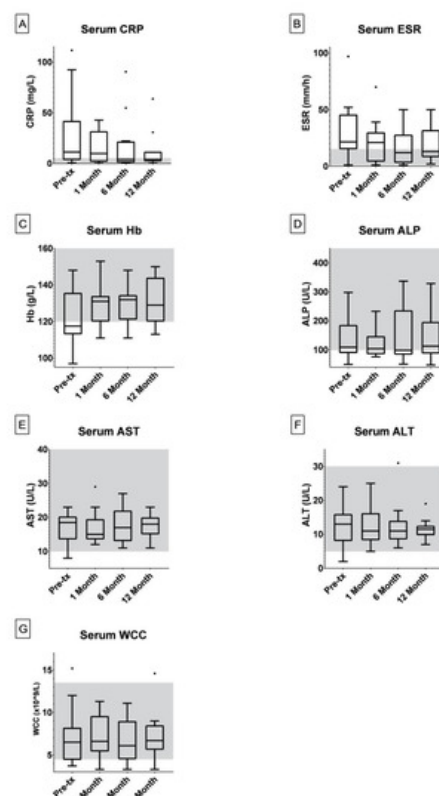 A
Serum CRP
CRP (mg/L)
100
50
0
Pre-tx
1 Month
6 Month
12 Month
B
Serum ESR
ESR (mm/h)
100
50
0
Pre-tx
1 Month
6 Month
12 Month
C
Serum Hb
Hb (g/L)
160
140
120
100
Pre-tx
1 Month
6 Month
12 Month
D
Serum ALP
ALP (U/L)
400
300
200
100
Pre-tx
1 Month
6 Month
12 Month
E
Serum AST
AST (U/L)
40
30
20
10
Pre-tx
1 Month
6 Month
12 Month
F
Serum ALT
ALT (U/L)
30
20
10
0
Pre-tx
1 Month
6 Month
12 Month
G
Serum WCC
WCC (x10^9/L)
15
10
5
Pre-tx
Month
Month
Month